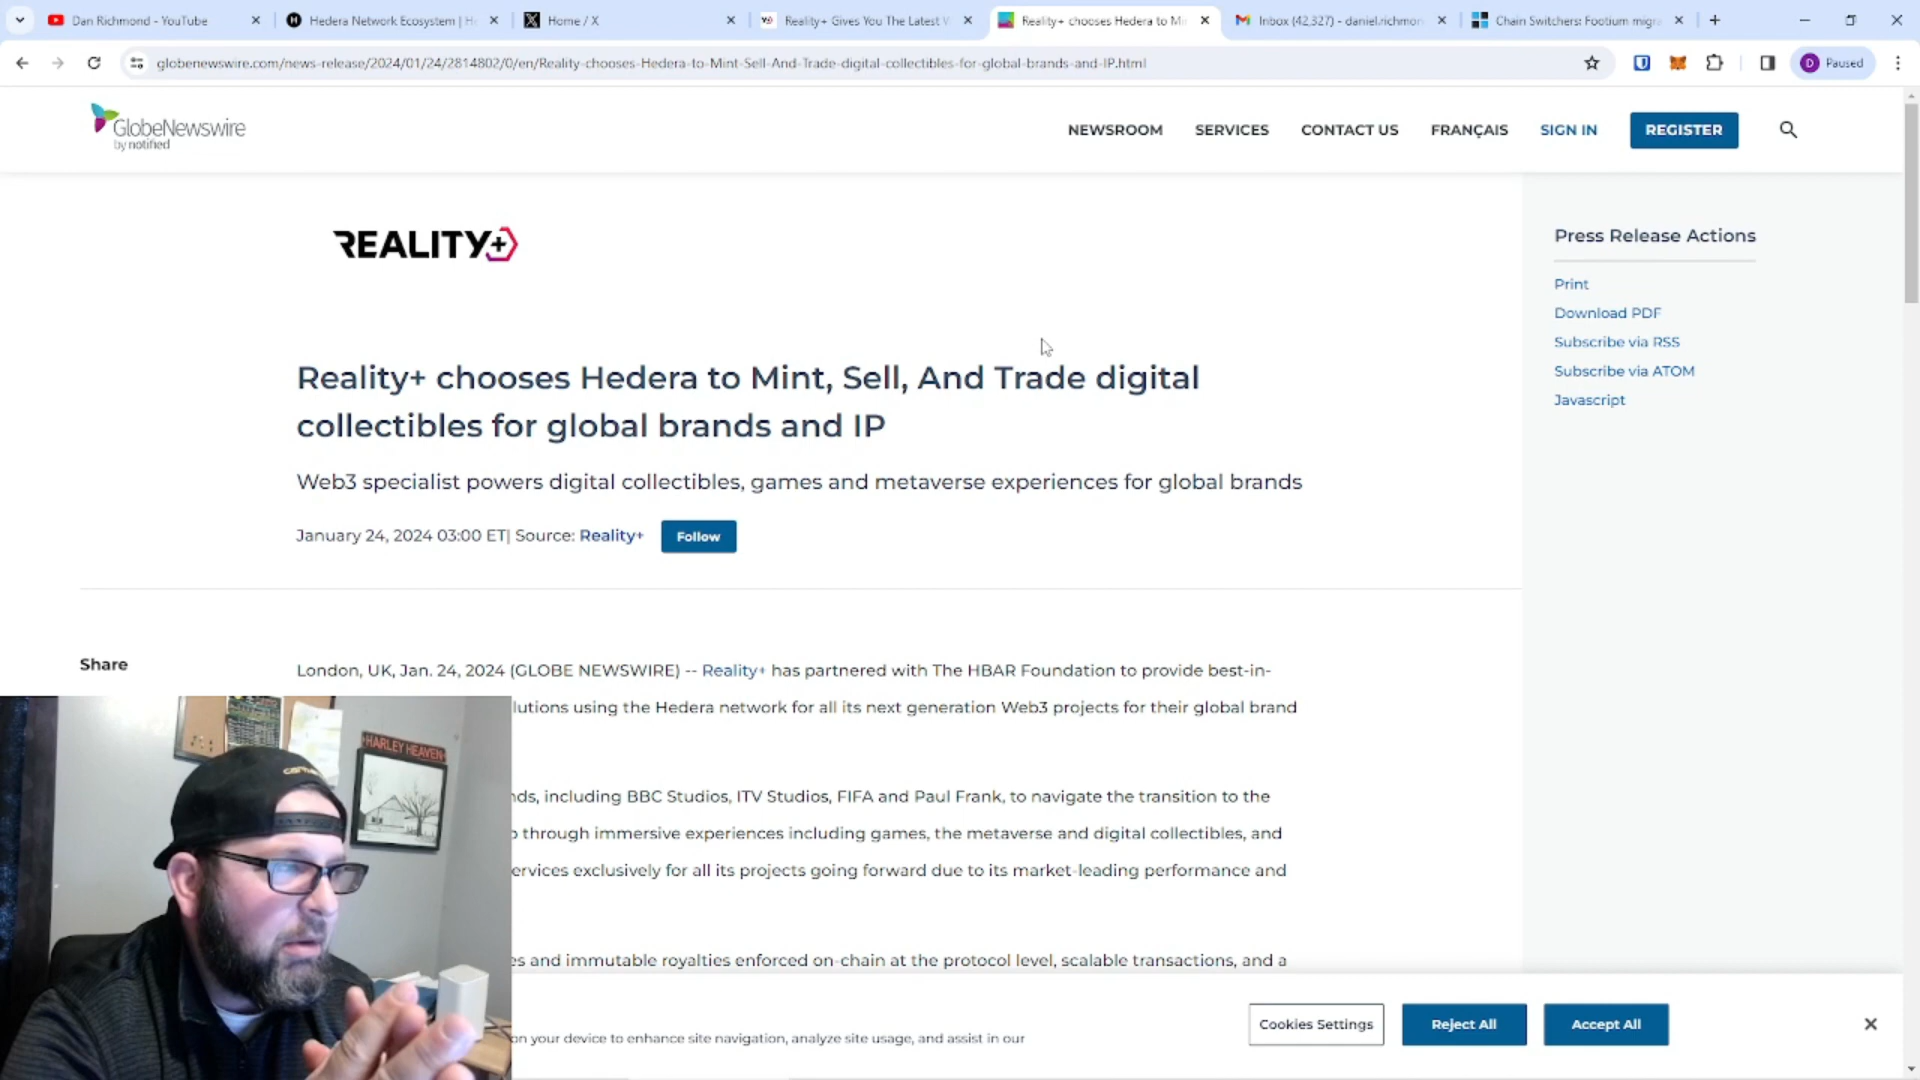 Dan Richmond - YouTube
Hedera Network Ecosystem | He
Home / X
Reality+ Gives You The Latest V
Reality+ chooses Hedera to Mi
Inbox (42,327) - daniel.richmon
Chain Switchers: Footium migra
globenewswire.com/news-release/2024/01/24/2814802/0/en/Reality-chooses-Hedera-to-Mint-Sell-And-Trade-digital-collectibles-for-global-brands-and-IP.html
D Paused
GlobeNewswire
by notified
NEWSROOM
SERVICES
CONTACT US
FRANÇAIS
SIGN IN
REGISTER
REALITY+
Press Release Actions
Print
Download PDF
Subscribe via RSS
Subscribe via ATOM
Javascript
Reality+ chooses Hedera to Mint, Sell, And Trade digital
collectibles for global brands and IP
Web3 specialist powers digital collectibles, games and metaverse experiences for global brands
January 24, 2024 03:00 ET| Source: Reality+
Follow
Share
London, UK, Jan. 24, 2024 (GLOBE NEWSWIRE) -- Reality+ has partnered with The HBAR Foundation to provide best-in-
lutions using the Hedera network for all its next generation Web3 projects for their global brand
nds, including BBC Studios, ITV Studios, FIFA and Paul Frank, to navigate the transition to the
through immersive experiences including games, the metaverse and digital collectibles, and
ervices exclusively for all its projects going forward due to its market-leading performance and
es and immutable royalties enforced on-chain at the protocol level, scalable transactions, and a
on your device to enhance site navigation, analyze site usage, and assist in our
Cookies Settings
Reject All
Accept All
HARLEY HEAVEN